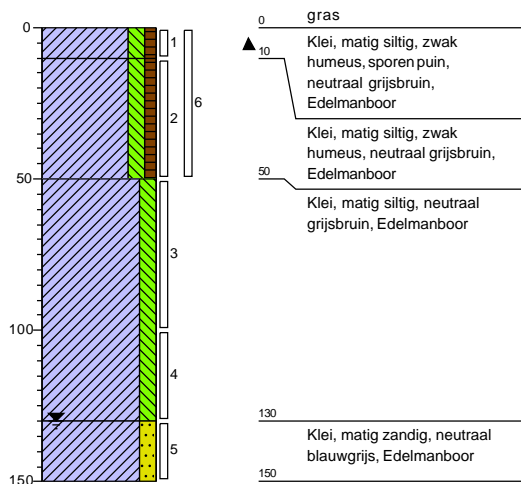 0
50
100
150
1
2
3
4
5
6
0
gras
Klei, matig siltig, zwak
humeus, sporen puin,
neutraal grijsbruin,
Edelmanboor
10
Klei, matig siltig, zwak
humeus, neutraal grijsbruin,
Edelmanboor
50
Klei, matig siltig, neutraal
grijsbruin, Edelmanboor
130
Klei, matig zandig, neutraal
blauwgrijs, Edelmanboor
150